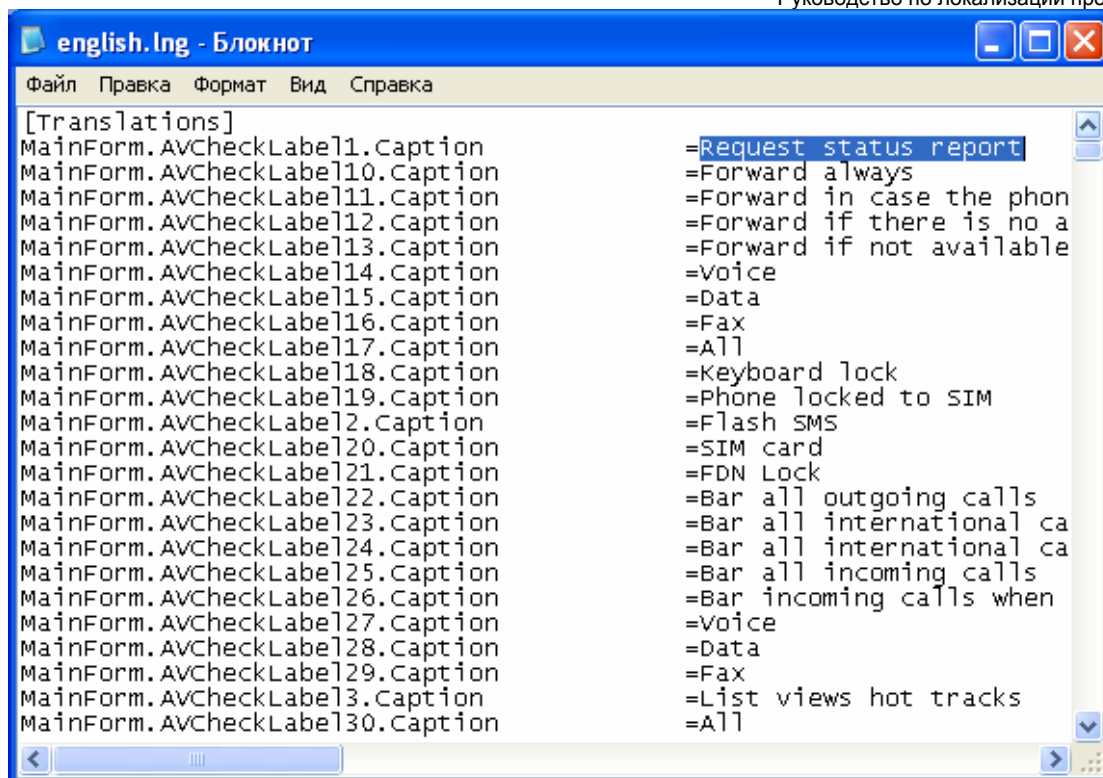 Руководство по локализации про
english.lng - Блокнот
Файл Правка Формат Вид Справка
[Translations]
MainForm.AVCheckLabel1.Caption =Request status report
MainForm.AVCheckLabel10.Caption =Forward always
MainForm.AVCheckLabel11.Caption =Forward in case the phon
MainForm.AVCheckLabel12.Caption =Forward if there is no a
MainForm.AVCheckLabel13.Caption =Forward if not available
MainForm.AVCheckLabel14.Caption =Voice
MainForm.AVCheckLabel15.Caption =Data
MainForm.AVCheckLabel16.Caption =Fax
MainForm.AVCheckLabel17.Caption =All
MainForm.AVCheckLabel18.Caption =Keyboard lock
MainForm.AVCheckLabel19.Caption =Phone locked to SIM
MainForm.AVCheckLabel2.Caption =Flash SMS
MainForm.AVCheckLabel20.Caption =SIM card
MainForm.AVCheckLabel21.Caption =FDN Lock
MainForm.AVCheckLabel22.Caption =Bar all outgoing calls
MainForm.AVCheckLabel23.Caption =Bar all international ca
MainForm.AVCheckLabel24.Caption =Bar all international ca
MainForm.AVCheckLabel25.Caption =Bar all incoming calls
MainForm.AVCheckLabel26.Caption =Bar incoming calls when
MainForm.AVCheckLabel27.Caption =Voice
MainForm.AVCheckLabel28.Caption =Data
MainForm.AVCheckLabel29.Caption =Fax
MainForm.AVCheckLabel3.Caption =List views hot tracks
MainForm.AVCheckLabel30.Caption =All